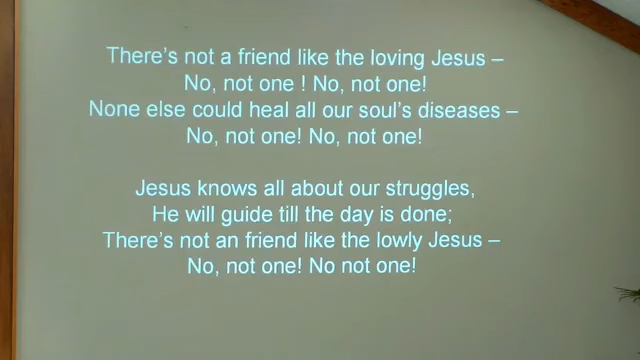 There's not a friend like the loving Jesus –
No, not one ! No, not one!
None else could heal all our soul's diseases –
No, not one! No, not one!
Jesus knows all about our struggles,
He will guide till the day is done;
There's not an friend like the lowly Jesus –
No, not one! No not one!